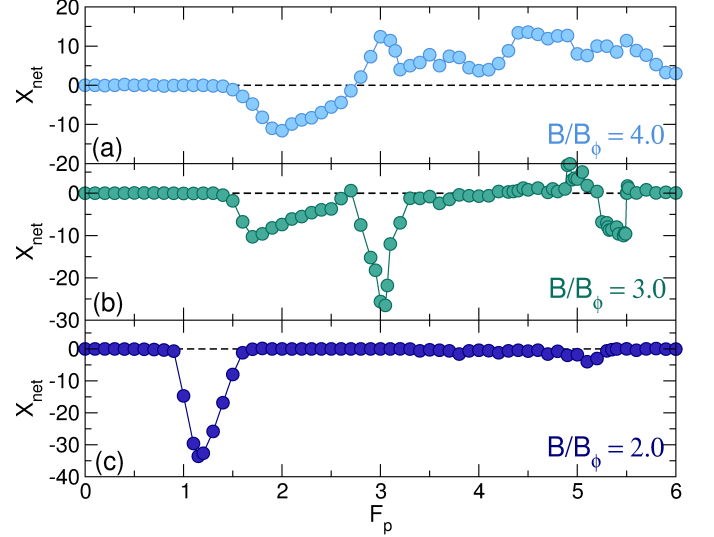 20
10
0
-10
X_net
(a)
B/B_ϕ = 4.0
20
0
-10
-20
-30
X_net
(b)
B/B_ϕ = 3.0
0
-10
-20
-30
-40
X_net
(c)
B/B_ϕ = 2.0
0 1 2 3 4 5 6
F_p